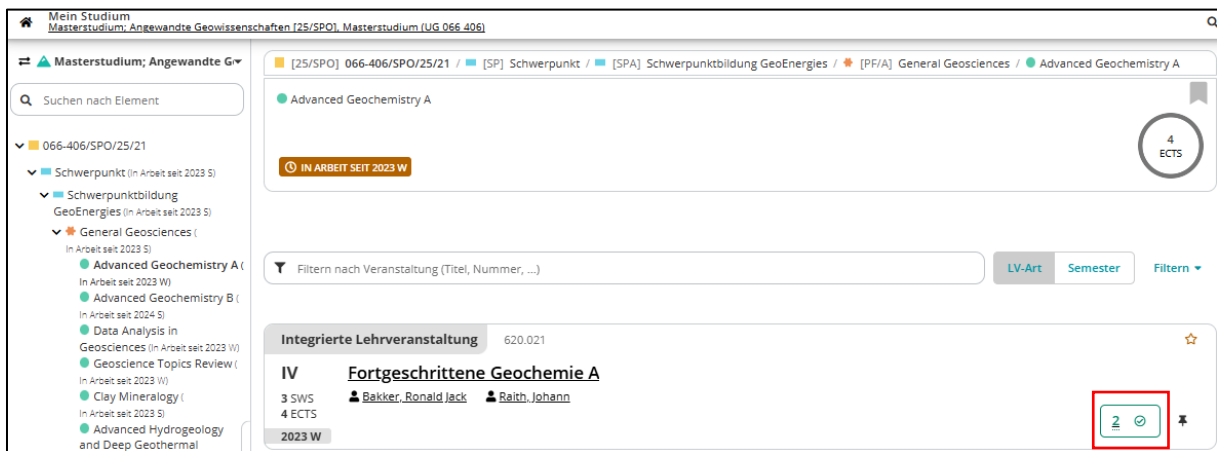 Mein Studium
Masterstudium; Angewandte Geowissenschaften [25/SPO], Masterstudium (UG 066 406)
Masterstudium; Angewandte G
Suchen nach Element
066-406/SPO/25/21
Schwerpunkt (In Arbeit seit 2023 S)
Schwerpunktbildung
GeoEnergies (In Arbeit seit 2023 S)
General Geosciences (
In Arbeit seit 2023 S)
Advanced Geochemistry A (
In Arbeit seit 2023 W)
Advanced Geochemistry B (
In Arbeit seit 2024 S)
Data Analysis in
Geosciences (In Arbeit seit 2023 W)
Geoscience Topics Review (
In Arbeit seit 2023 W)
Clay Mineralogy (
In Arbeit seit 2023 S)
Advanced Hydrogeology
and Deep Geothermal
[25/SPO] 066-406/SPO/25/21 / [SP] Schwerpunkt / [SPA] Schwerpunktbildung GeoEnergies / [PF/A] General Geosciences / Advanced Geochemistry A
Advanced Geochemistry A
4
ECTS
IN ARBEIT SEIT 2023 W
Filtern nach Veranstaltung (Titel, Nummer, ...)
LV-Art Semester Filtern
Integrierte Lehrveranstaltung 620.021
IV Fortgeschrittene Geochemie A
3 SWS Bakker, Ronald Jack Raith, Johann
4 ECTS
2
2023 W